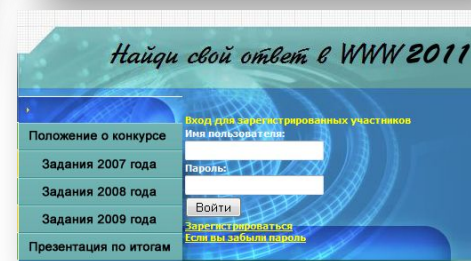 Найди свой ответ в WWW 2011
Положение о конкурсе
Задания 2007 года
Задания 2008 года
Задания 2009 года
Презентация по итогам
Вход для зарегистрированных участников
Имя пользователя:
Пароль:
Войти
Зарегистрироваться
Если вы забыли пароль